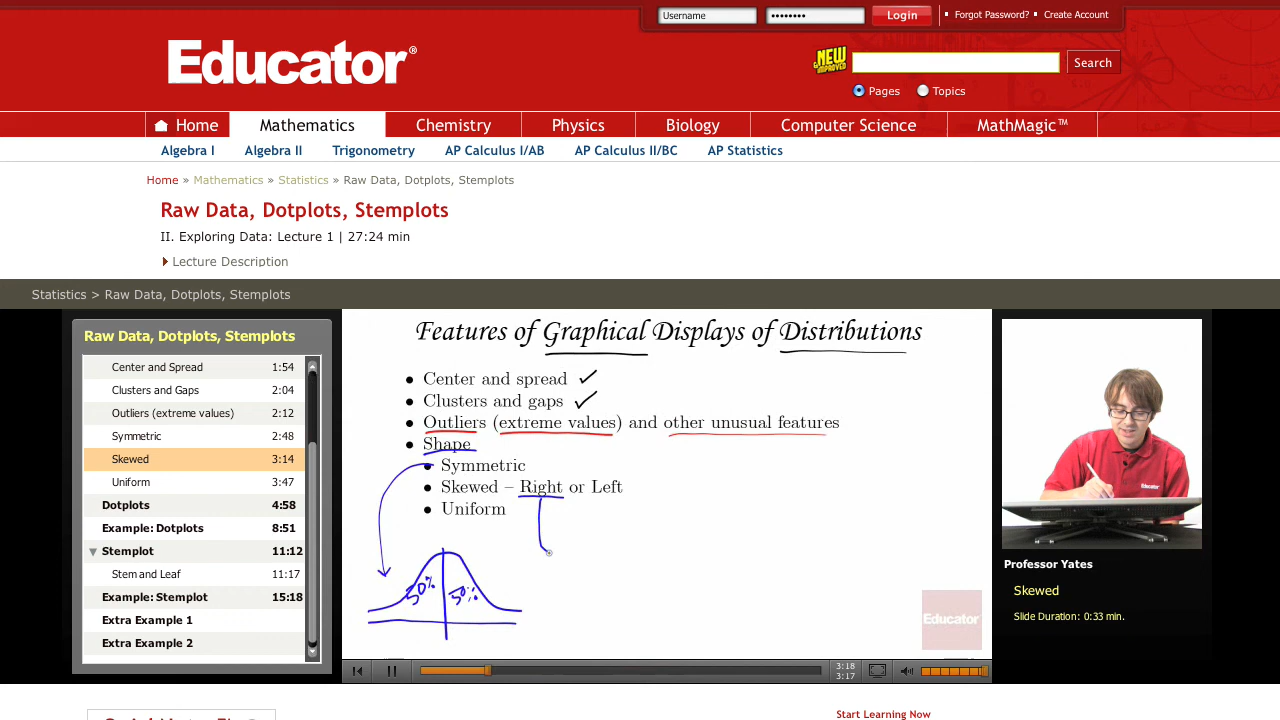 Username
••••••••
Login
Forgot Password?
Create Account
Educator®
NEW
& IMPROVED
Search
Pages
Topics
Home
Mathematics
Chemistry
Physics
Biology
Computer Science
MathMagic™
Algebra I
Algebra II
Trigonometry
AP Calculus I/AB
AP Calculus II/BC
AP Statistics
Home » Mathematics » Statistics » Raw Data, Dotplots, Stemplots
Raw Data, Dotplots, Stemplots
II. Exploring Data: Lecture 1 | 27:24 min
Lecture Description
Statistics > Raw Data, Dotplots, Stemplots
Raw Data, Dotplots, Stemplots
Center and Spread 1:54
Clusters and Gaps 2:04
Outliers (extreme values) 2:12
Symmetric 2:48
Skewed 3:14
Uniform 3:47
Dotplots 4:58
Example: Dotplots 8:51
Stemplot 11:12
Stem and Leaf 11:17
Example: Stemplot 15:18
Extra Example 1
Extra Example 2
Features of Graphical Displays of Distributions
• Center and spread
• Clusters and gaps
• Outliers (extreme values) and other unusual features
• Shape
• Symmetric
• Skewed – Right or Left
• Uniform
50% 50%
Educator
3:18
3:17
Educator
Professor Yates
Skewed
Slide Duration: 0:33 min.
Start Learning Now